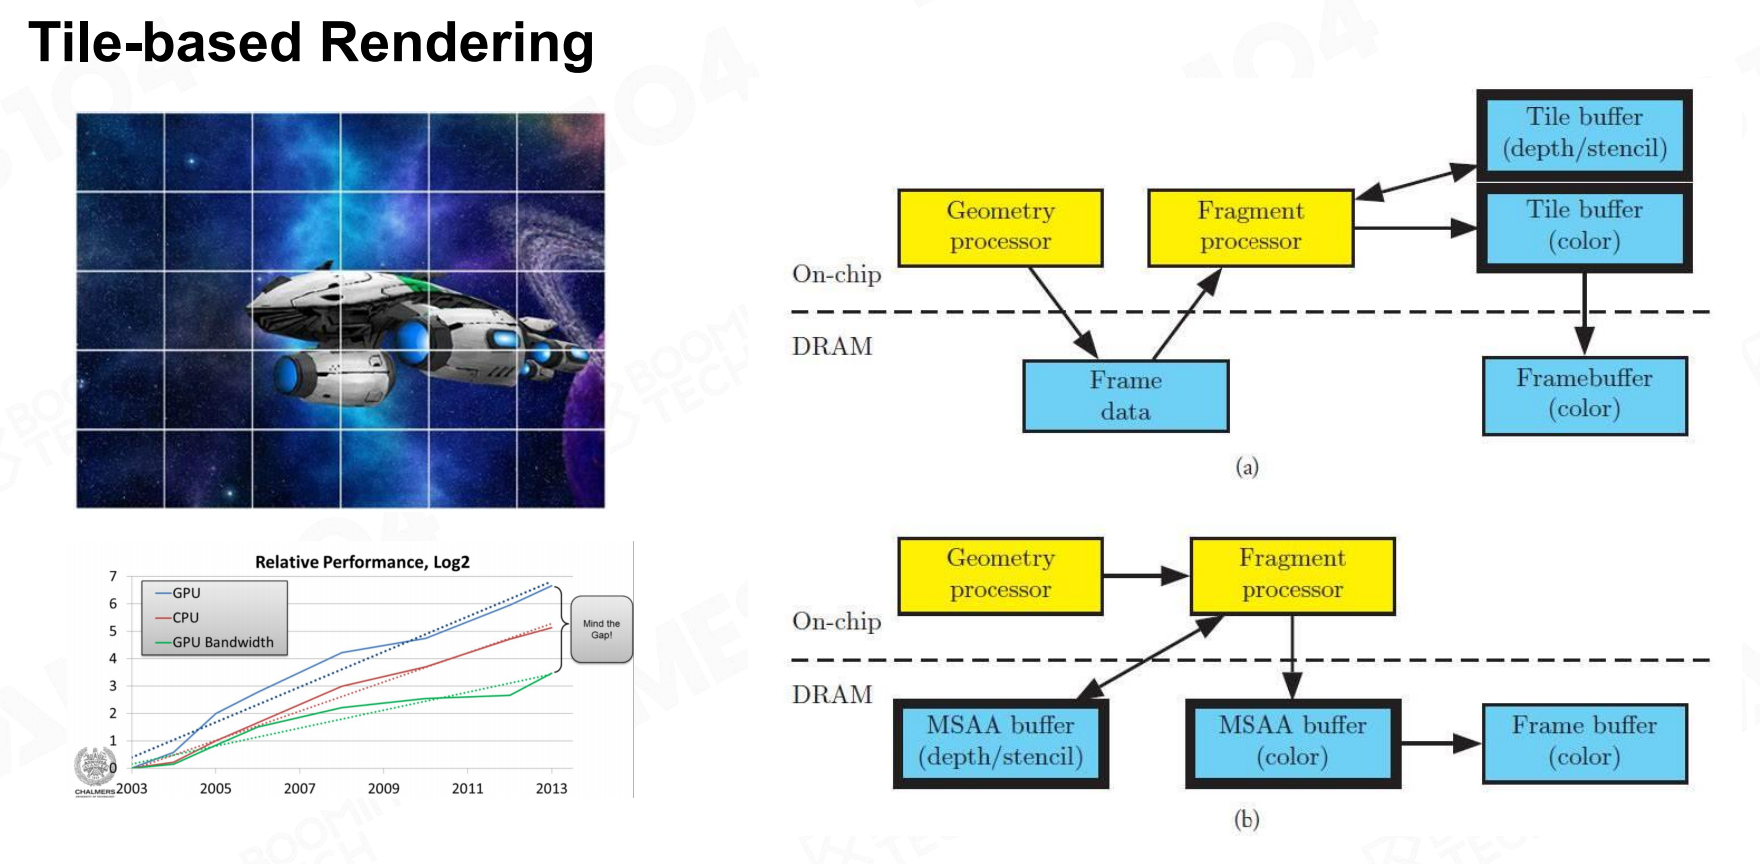 Tile-based Rendering
Relative Performance, Log2
7
6
5
4
3
2
1
0
GPU
CPU
GPU Bandwidth
Mind the
Gap!
2003 2005 2007 2009 2011 2013
CHALMERS
Geometry
processor
Fragment
processor
Tile buffer
(depth/stencil)
Tile buffer
(color)
On-chip
DRAM
Frame
data
Framebuffer
(color)
(a)
Geometry
processor
Fragment
processor
On-chip
DRAM
MSAA buffer
(depth/stencil)
MSAA buffer
(color)
Frame buffer
(color)
(b)
BOOMING
TECH